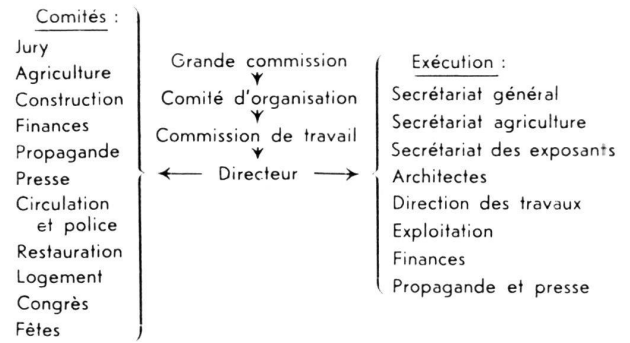 Comités :
Jury
Agriculture
Construction
Finances
Propagande
Presse
Circulation
et police
Restauration
Logement
Congrès
Fêtes
Grande commission
Comité d'organisation
Commission de travail
Directeur
Exécution :
Secrétariat général
Secrétariat agriculture
Secrétariat des exposants
Architectes
Direction des travaux
Exploitation
Finances
Propagande et presse